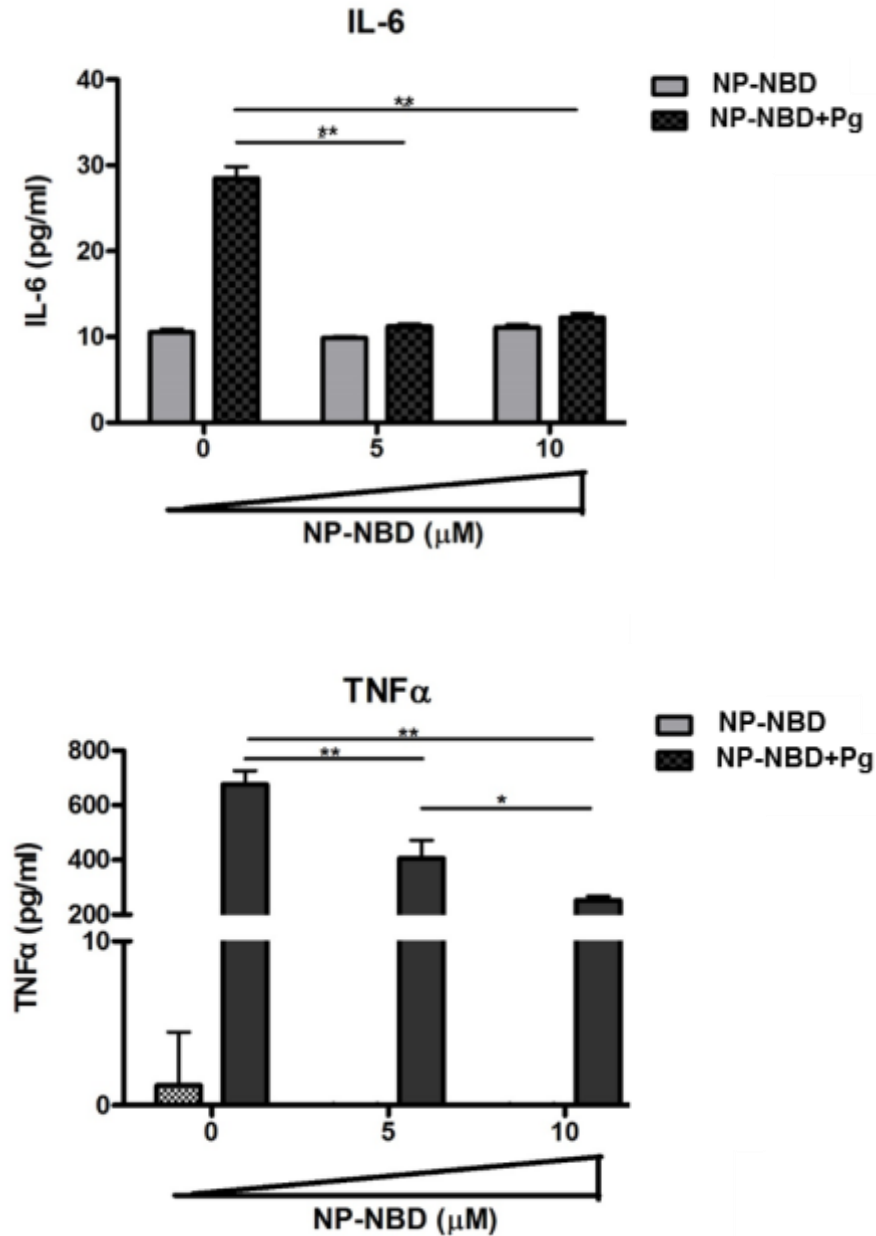 IL-6
NP-NBD
NP-NBD+Pg
IL-6 (pg/ml)
40
30
20
10
0
**
**
0 5 10
NP-NBD (μM)
TNFα
NP-NBD
NP-NBD+Pg
TNFα (pg/ml)
800
600
400
200
10
0
**
**
*
0 5 10
NP-NBD (μM)